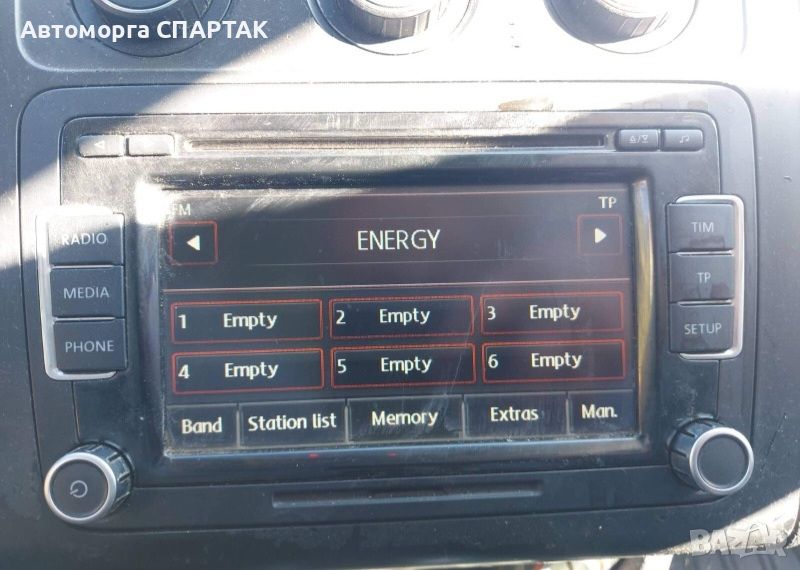 Автоморга СПАРТАК
FM
TP
RADIO
ENERGY
TIM
MEDIA
TP
1 Empty
2 Empty
3 Empty
SETUP
PHONE
4 Empty
5 Empty
6 Empty
Band
Station list
Memory
Extras
Man.
BAZAR